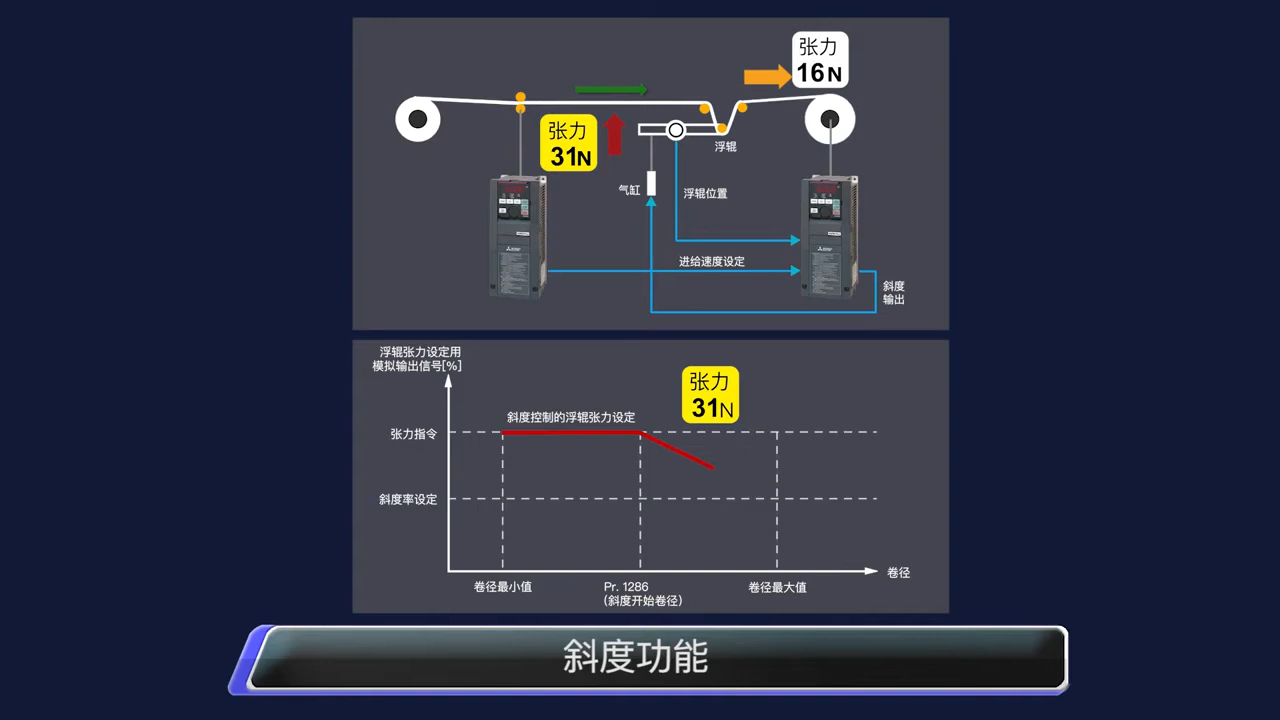 张力
16N
张力
31N
浮辊
气缸
浮辊位置
进给速度设定
斜度
输出
浮辊张力设定用
模拟输出信号[%]
张力
31N
斜度控制的浮辊张力设定
张力指令
斜度率设定
卷径
卷径最小值
Pr. 1286
(斜度开始卷径)
卷径最大值
斜度功能